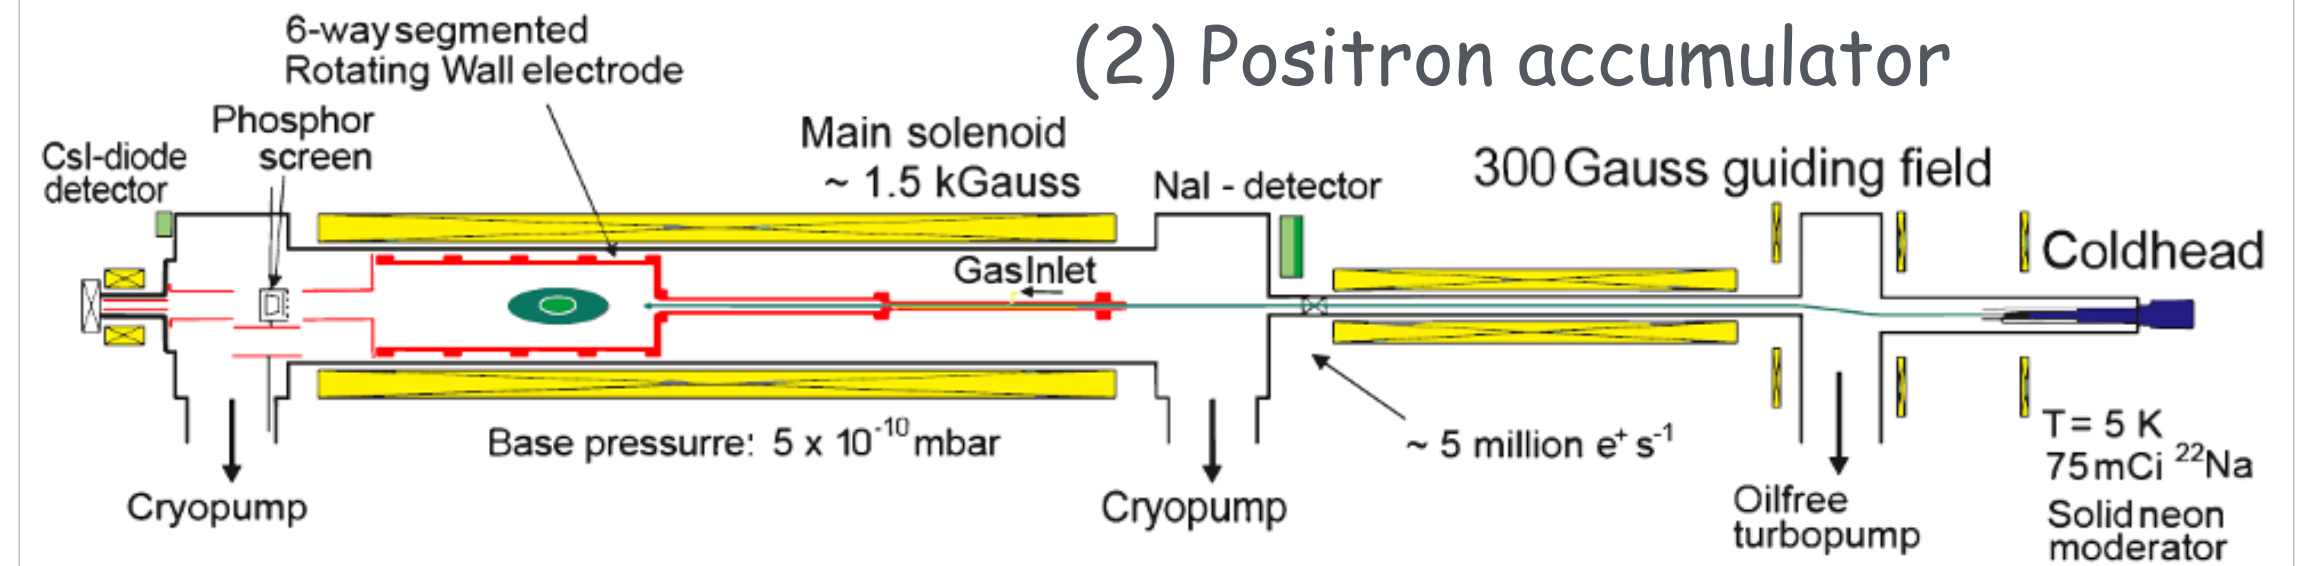 (2) Positron accumulator
6-way segmented
Rotating Wall electrode
Phosphor
screen
CsI-diode
detector
Main solenoid
~ 1.5 kGauss
NaI - detector
300 Gauss guiding field
Coldhead
Gas Inlet
Base pressurre: 5 x 10⁻¹⁰ mbar
~ 5 million e⁺ s⁻¹
T= 5 K
75 mCi ²²Na
Solid neon
moderator
Cryopump
Cryopump
Oilfree
turbopump